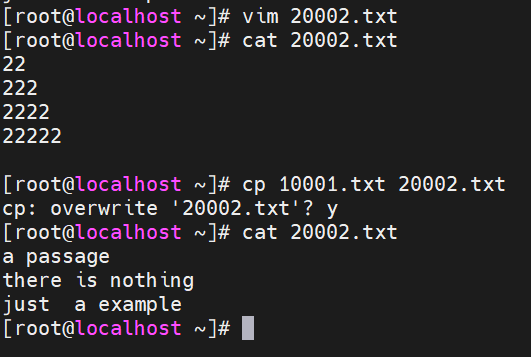 [root@localhost ~]# vim 20002.txt
[root@localhost ~]# cat 20002.txt
22
222
2222
22222
[root@localhost ~]# cp 10001.txt 20002.txt
cp: overwrite '20002.txt'? y
[root@localhost ~]# cat 20002.txt
a passage
there is nothing
just  a example
[root@localhost ~]#